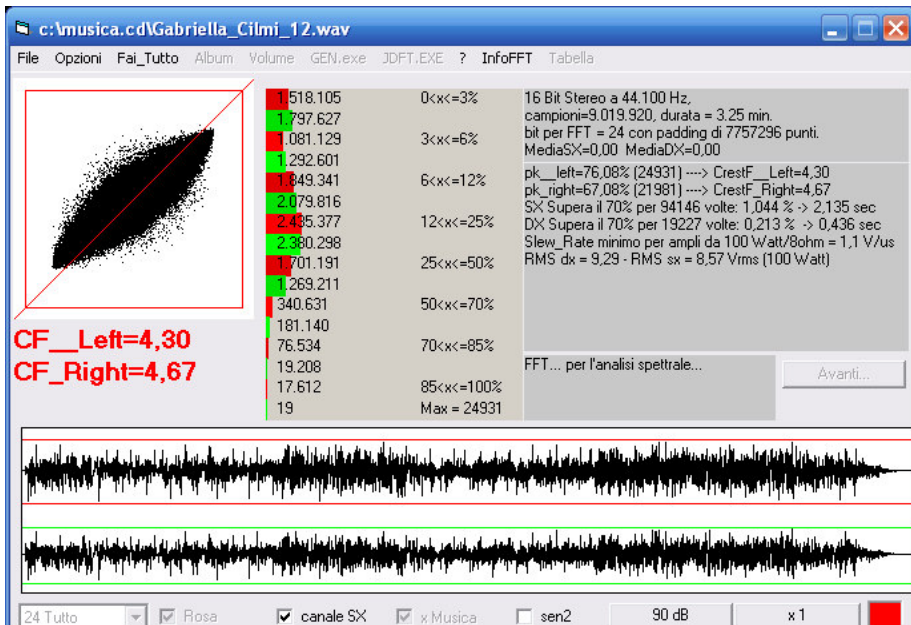 c:\musica.cd\Gabriella_Cilmi_12.wav
File Opzioni Fai_Tutto Album Volume GEN.exe JDFT.EXE ? InfoFFT Tabella
1.518.105 0<x<=3%
1.797.627
1.081.129 3<x<=6%
1.292.601
1.849.341 6<x<=12%
2.079.816
2.435.377 12<x<=25%
2.380.298
1.701.191 25<x<=50%
1.269.211
340.631 50<x<=70%
181.140
76.534 70<x<=85%
19.208
17.612 85<x<=100%
19 Max = 24931
16 Bit Stereo a 44.100 Hz,
campioni=9.019.920, durata = 3.25 min.
bit per FFT = 24 con padding di 7757296 punti.
MediaSX=0,00 MediaDX=0,00
pk__left=76,08% (24931) ----> CrestF__Left=4,30
pk_right=67,08% (21981) ----> CrestF_Right=4,67
SX Supera il 70% per 94146 volte: 1,044 % -> 2,135 sec
DX Supera il 70% per 19227 volte: 0,213 % -> 0,436 sec
Slew_Rate minimo per ampli da 100 Watt/8ohm = 1,1 V/us
RMS dx = 9,29 - RMS sx = 8,57 Vrms (100 Watt)
CF__Left=4,30
CF_Right=4,67
FFT... per l'analisi spettrale...
Avanti...
24 Tutto Rosa canale SX x Musica sen2 90 dB x 1